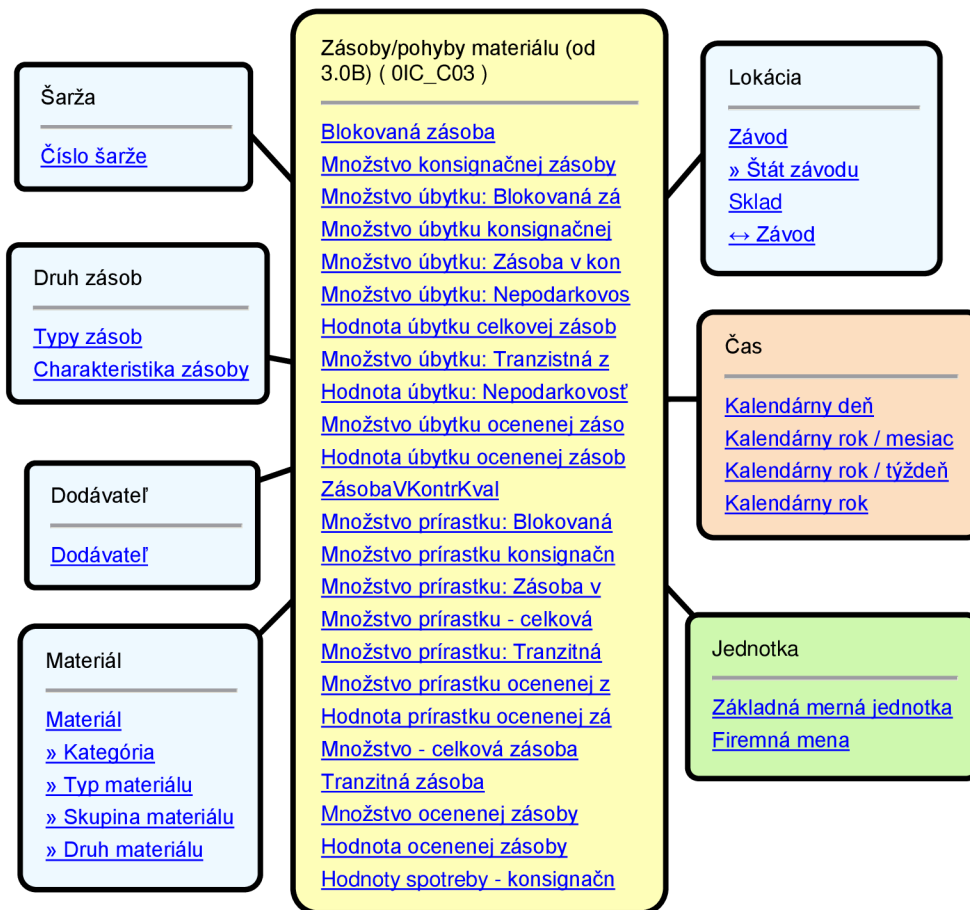 Šarža
Číslo šarže
Druh zásob
Typy zásob
Charakteristika zásoby
Dodávateľ
Dodávateľ
Materiál
Materiál
» Kategória
» Typ materiálu
» Skupina materiálu
» Druh materiálu
Zásoby/pohyby materiálu (od
3.0B) ( 0IC_C03 )
Blokovaná zásoba
Množstvo konsignačnej zásoby
Množstvo úbytku: Blokovaná zá
Množstvo úbytku konsignačnej
Množstvo úbytku: Zásoba v kon
Množstvo úbytku: Nepodarkovos
Hodnota úbytku celkovej zásob
Množstvo úbytku: Tranzistná z
Hodnota úbytku: Nepodarkovosť
Množstvo úbytku ocenenej záso
Hodnota úbytku ocenenej zásob
ZásobaVKontrKval
Množstvo prírastku: Blokovaná
Množstvo prírastku konsignačn
Množstvo prírastku: Zásoba v
Množstvo prírastku - celková
Množstvo prírastku: Tranzitná
Množstvo prírastku ocenenej z
Hodnota prírastku ocenenej zá
Množstvo - celková zásoba
Tranzitná zásoba
Množstvo ocenenej zásoby
Hodnota ocenenej zásoby
Hodnoty spotreby - konsignačn
Lokácia
Závod
» Štát závodu
Sklad
↔ Závod
Čas
Kalendárny deň
Kalendárny rok / mesiac
Kalendárny rok / týždeň
Kalendárny rok
Jednotka
Základná merná jednotka
Firemná mena